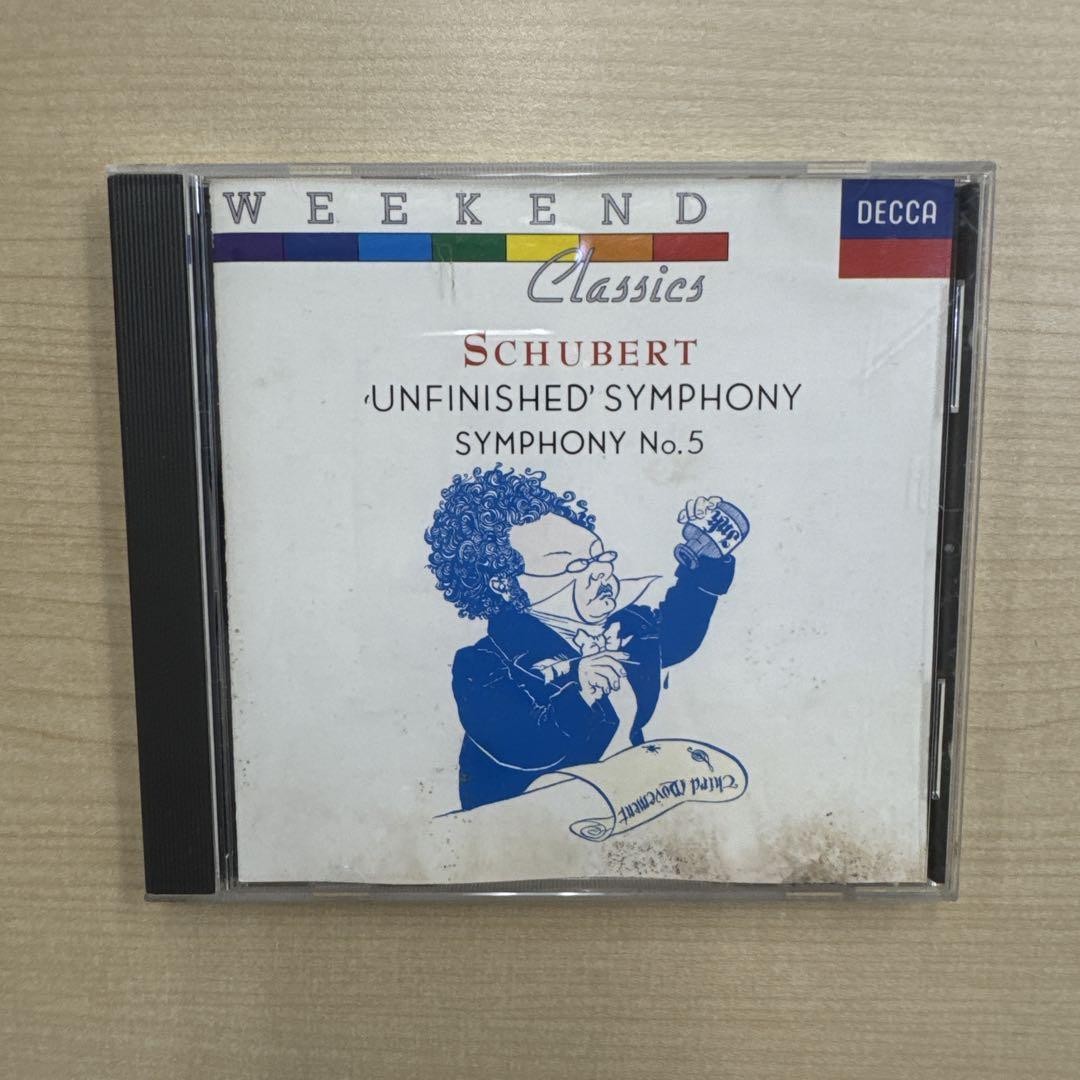 WEEKEND
Classics
DECCA
SCHUBERT
‘UNFINISHED’ SYMPHONY
SYMPHONY No.5
Ink
Third Movement